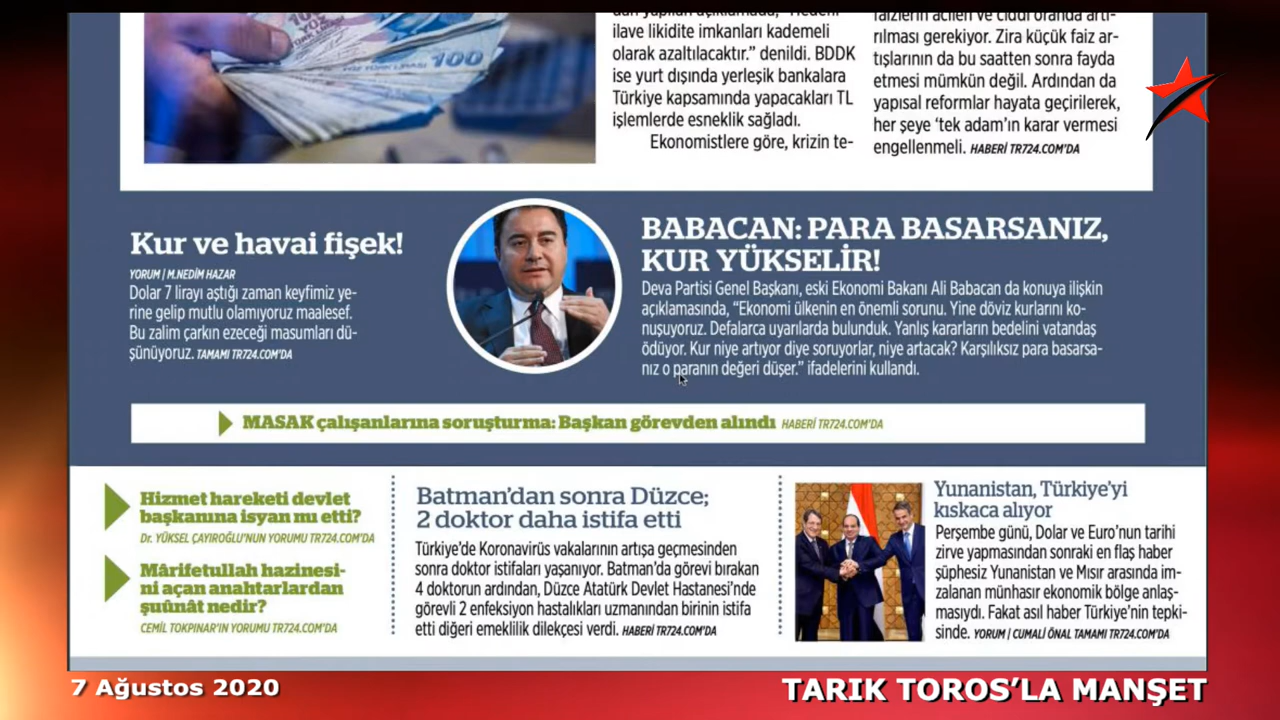 ilave likidite imkanları kademeli
olarak azaltılacaktır.” denildi. BDDK
ise yurt dışında yerleşik bankalara
Türkiye kapsamında yapacakları TL
işlemlerde esneklik sağladı.
Ekonomistlere göre, krizin te-
faizlerin acilen ve ciddi oranda artı-
rılması gerekiyor. Zira küçük faiz ar-
tışlarının da bu saatten sonra fayda
etmesi mümkün değil. Ardından da
yapısal reformlar hayata geçirilerek,
her şeye ‘tek adam’ın karar vermesi
engellenmeli. HABERİ TR724.COM’DA
100
Kur ve havai fişek!
YORUM | M.NEDİM HAZAR
Dolar 7 lirayı aştığı zaman keyfimiz ye-
rine gelip mutlu olamıyoruz maalesef.
Bu zalim çarkın ezeceği masumları dü-
şünüyoruz. TAMAMI TR724.COM’DA
BABACAN: PARA BASARSANIZ,
KUR YÜKSELİR!
Deva Partisi Genel Başkanı, eski Ekonomi Bakanı Ali Babacan da konuya ilişkin
açıklamasında, “Ekonomi ülkenin en önemli sorunu. Yine döviz kurlarını ko-
nuşuyoruz. Defalarca uyarılarda bulunduk. Yanlış kararların bedelini vatandaş
ödüyor. Kur niye artıyor diye soruyorlar, niye artacak? Karşılıksız para basarsa-
nız o paranın değeri düşer.” ifadelerini kullandı.
MASAK çalışanlarına soruşturma: Başkan görevden alındı HABERİ TR724.COM’DA
Hizmet hareketi devlet
başkanına isyan mı etti?
Dr. YÜKSEL ÇAYIROĞLU’NUN YORUMU TR724.COM’DA
Mârifetullah hazinesi-
ni açan anahtarlardan
şuûnât nedir?
CEMİL TOKPINAR’IN YORUMU TR724.COM’DA
Batman’dan sonra Düzce;
2 doktor daha istifa etti
Türkiye’de Koronavirüs vakalarının artışa geçmesinden
sonra doktor istifaları yaşanıyor. Batman’da görevi bırakan
4 doktorun ardından, Düzce Atatürk Devlet Hastanesi’nde
görevli 2 enfeksiyon hastalıkları uzmanından birinin istifa
etti diğeri emeklilik dilekçesi verdi. HABERİ TR724.COM’DA
Yunanistan, Türkiye’yi
kıskaca alıyor
Perşembe günü, Dolar ve Euro’nun tarihi
zirve yapmasından sonraki en flaş haber
şüphesiz Yunanistan ve Mısır arasında im-
zalanan münhasır ekonomik bölge anlaş-
masıydı. Fakat asıl haber Türkiye’nin tepki-
sinde. YORUM | CUMALİ ÖNAL TAMAMI TR724.COM’DA
7 Ağustos 2020
TARIK TOROS’LA MANŞET